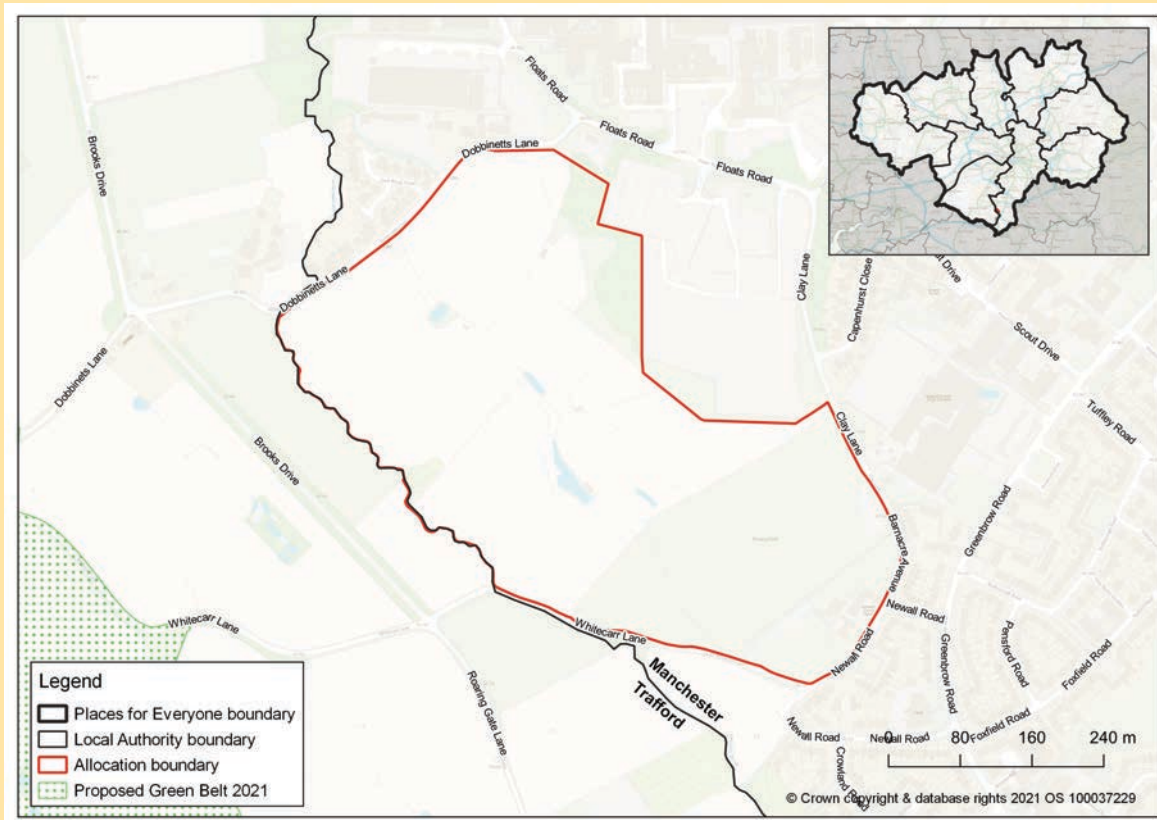 Floats Road
Floats Road
Floats Road
Dobbinetts Lane
Brooks Drive
Clay Lane
Capenhurst Close
Scout Drive
Dobbinetts Lane
Dobbinets Lane
Tuffley Road
Clay Lane
Brooks Drive
Greenbrow Road
Barnacre Avenue
Newall Road
Whitecarr Lane
Whitecarr Lane
Pensford Road
Foxfield Road
Greenbrow Road
Newall Road
Manchester
Trafford
Roaring Gate Lane
Newall Road
Newall Road
Foxfield Road
Crowland Road
Legend
Places for Everyone boundary
Local Authority boundary
Allocation boundary
Proposed Green Belt 2021
0 80 160 240 m
© Crown copyright & database rights 2021 OS 100037229